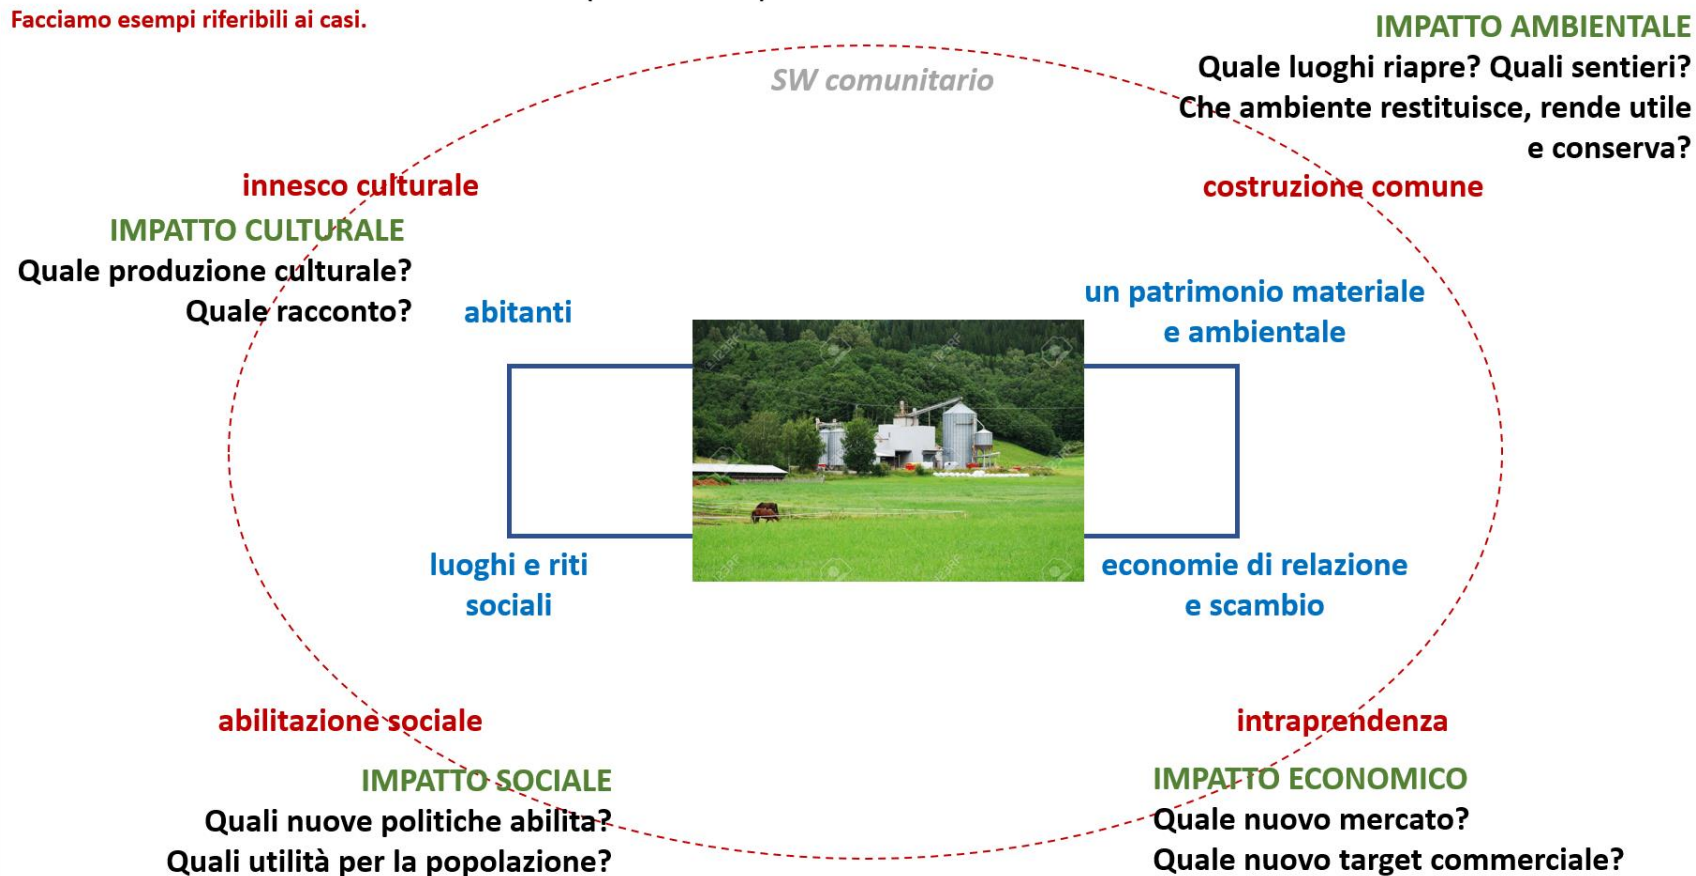 Facciamo esempi riferibili ai casi.
IMPATTO AMBIENTALE
Quale luoghi riapre? Quali sentieri?
Che ambiente restituisce, rende utile
e conserva?
SW comunitario
innesco culturale
costruzione comune
IMPATTO CULTURALE
Quale produzione culturale?
Quale racconto?
abitanti
un patrimonio materiale
e ambientale
luoghi e riti
sociali
economie di relazione
e scambio
abilitazione sociale
intraprendenza
IMPATTO SOCIALE
Quali nuove politiche abilita?
Quali utilità per la popolazione?
IMPATTO ECONOMICO
Quale nuovo mercato?
Quale nuovo target commerciale?